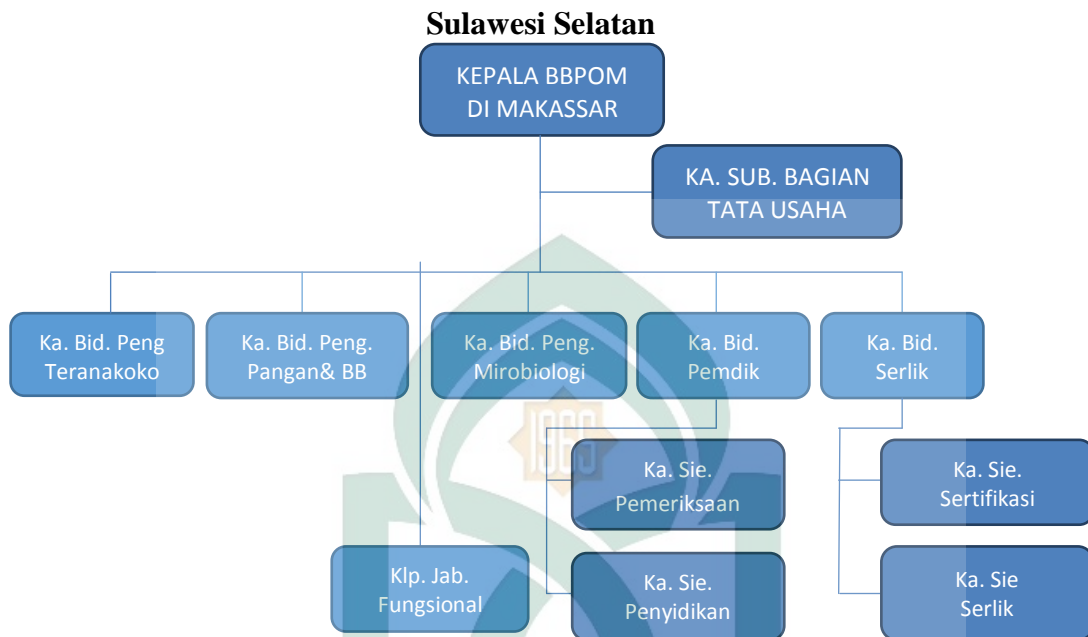 Sulawesi Selatan
KEPALA BBPOM
DI MAKASSAR
KA. SUB. BAGIAN
TATA USAHA
Ka. Bid. Peng
Teranakoko
Ka. Bid. Peng.
Pangan& BB
Ka. Bid. Peng.
Mirobiologi
Ka. Bid.
Pemdik
Ka. Bid.
Serlik
1965
Ka. Sie.
Pemeriksaan
Ka. Sie.
Sertifikasi
Klp. Jab.
Fungsional
Ka. Sie.
Penyidikan
Ka. Sie
Serlik